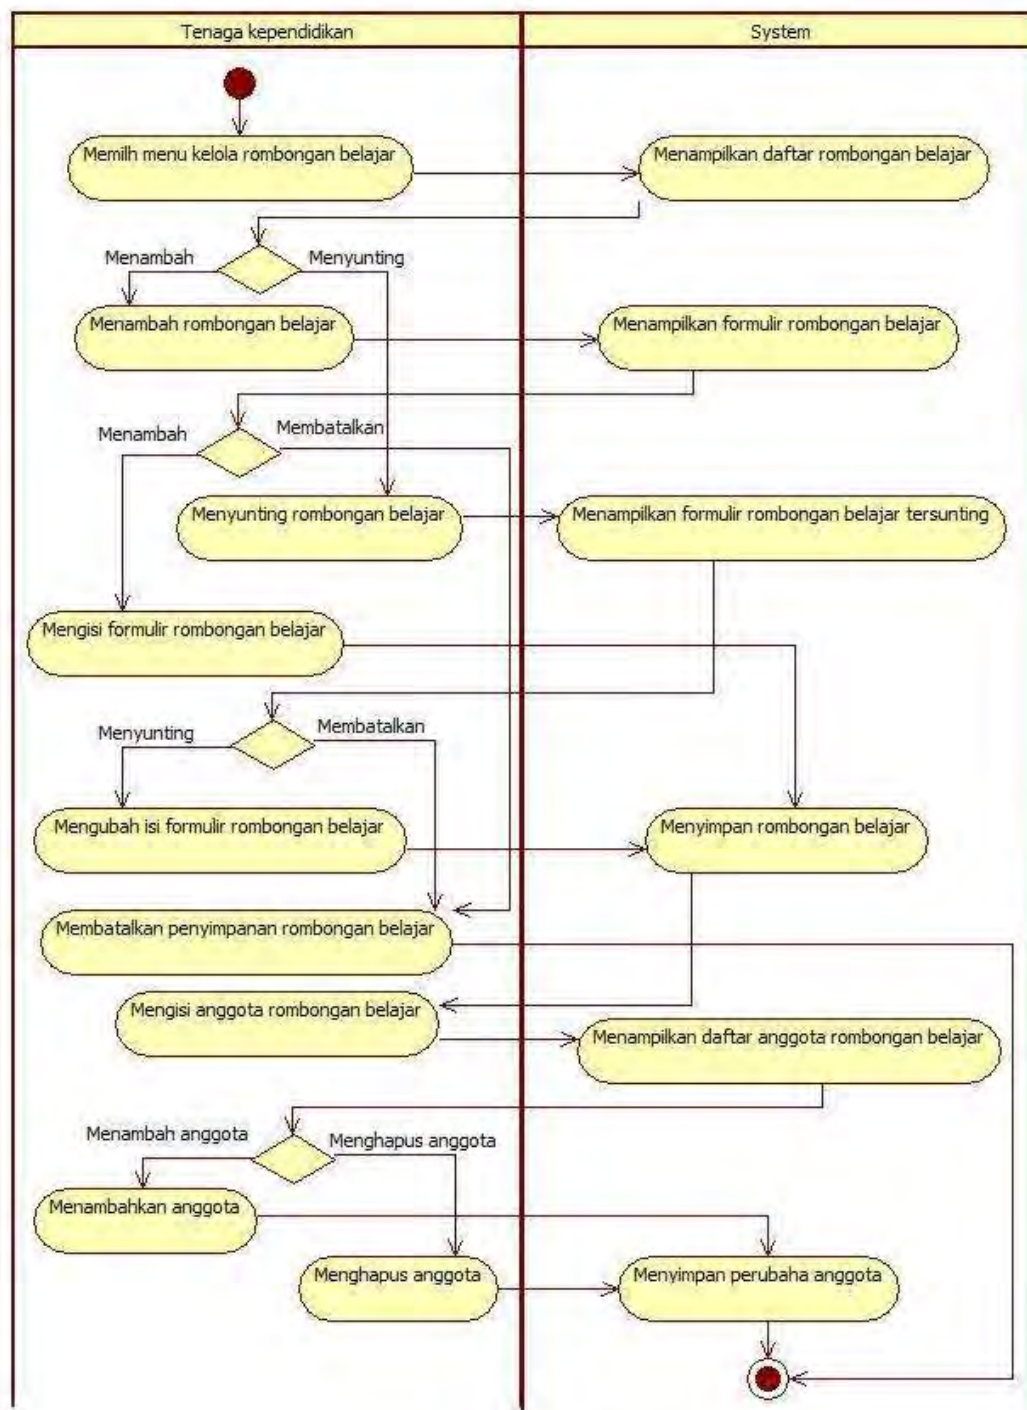 Tenaga kependidikan
System
Memilh menu kelola rombongan belajar
Menampilkan daftar rombongan belajar
Menambah
Menyunting
Menambah rombongan belajar
Menampilkan formulir rombongan belajar
Menambah
Membatalkan
Menyunting rombongan belajar
Menampilkan formulir rombongan belajar tersunting
Mengisi formulir rombongan belajar
Menyunting
Membatalkan
Mengubah isi formulir rombongan belajar
Menyimpan rombongan belajar
Membatalkan penyimpanan rombongan belajar
Mengisi anggota rombongan belajar
Menampilkan daftar anggota rombongan belajar
Menambah anggota
Menghapus anggota
Menambahkan anggota
Menghapus anggota
Menyimpan perubaha anggota